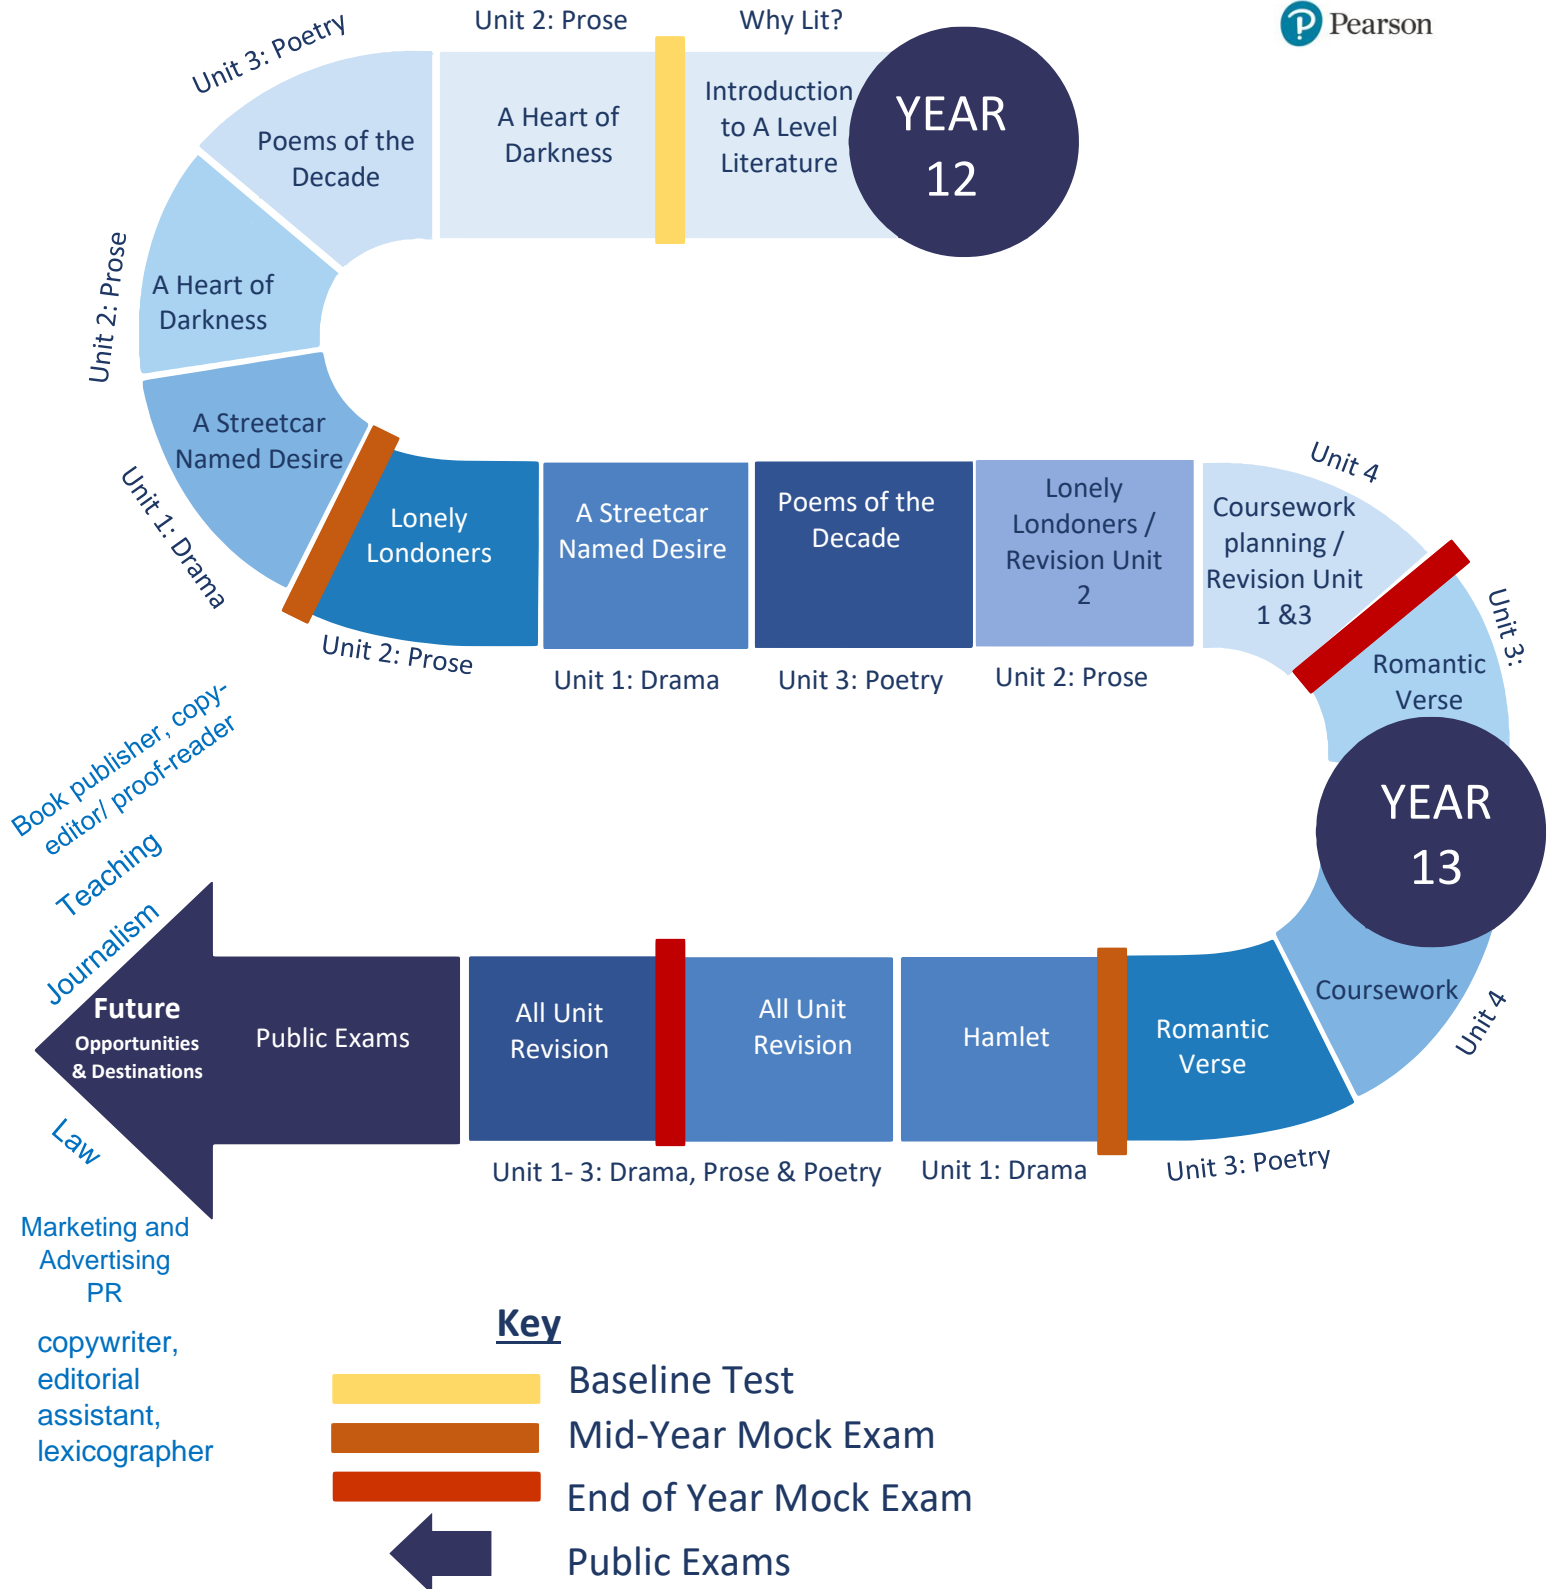 Pearson
Why Lit?
Unit 2: Prose
Unit 3: Poetry
YEAR
12
Introduction
to A Level
Literature
A Heart of
Darkness
Poems of the
Decade
Unit 2: Prose
A Heart of
Darkness
A Streetcar
Named Desire
Unit 1: Drama
Lonely
Londoners
Unit 2: Prose
A Streetcar
Named Desire
Unit 1: Drama
Poems of the
Decade
Unit 3: Poetry
Lonely
Londoners /
Revision Unit
2
Unit 2: Prose
Unit 4
Coursework
planning /
Revision Unit
1 &3
Unit 3:
Romantic
Verse
YEAR
13
Coursework
Unit 4
Romantic
Verse
Unit 3: Poetry
Hamlet
Unit 1: Drama
All Unit
Revision
All Unit
Revision
Unit 1- 3: Drama, Prose & Poetry
Public Exams
Future
Opportunities
& Destinations
Book publisher, copy-
editor/ proof-reader
Teaching
Journalism
Law
Marketing and
Advertising
PR
copywriter,
editorial
assistant,
lexicographer
Key
Baseline Test
Mid-Year Mock Exam
End of Year Mock Exam
Public Exams